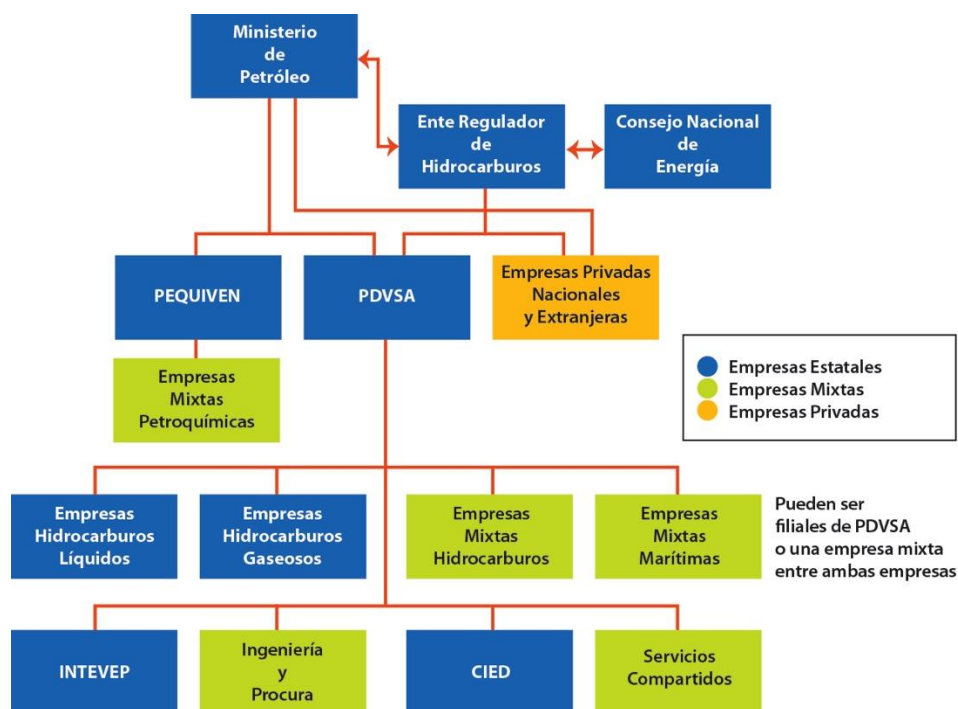 Ministerio
de
Petróleo
Ente Regulador
de
Hidrocarburos
Consejo Nacional
de
Energía
PEQUIVEN
PDVSA
Empresas Privadas
Nacionales
y Extranjeras
Empresas
Mixtas
Petroquímicas
Empresas Estatales
Empresas Mixtas
Empresas Privadas
Empresas
Hidrocarburos
Líquidos
Empresas
Hidrocarburos
Gaseosos
Empresas
Mixtas
Hidrocarburos
Empresas
Mixtas
Marítimas
Pueden ser
filiales de PDVSA
o una empresa mixta
entre ambas empresas
INTEVEP
Ingeniería
y
Procura
CIED
Servicios
Compartidos